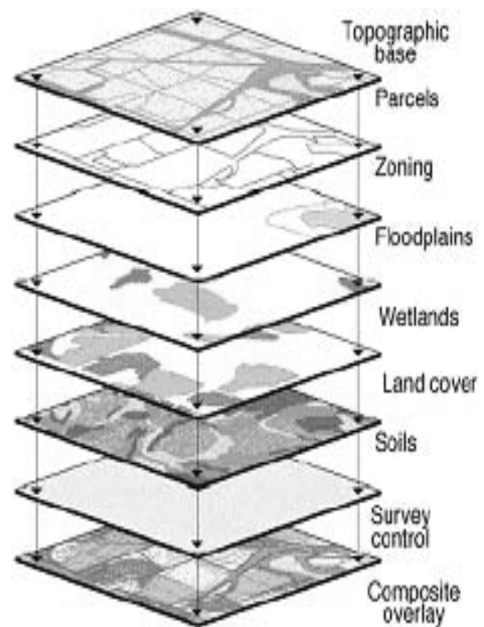 Topographic
base
Parcels
Zoning
Floodplains
Wetlands
Land cover
Soils
Survey
control
Composite
overlay